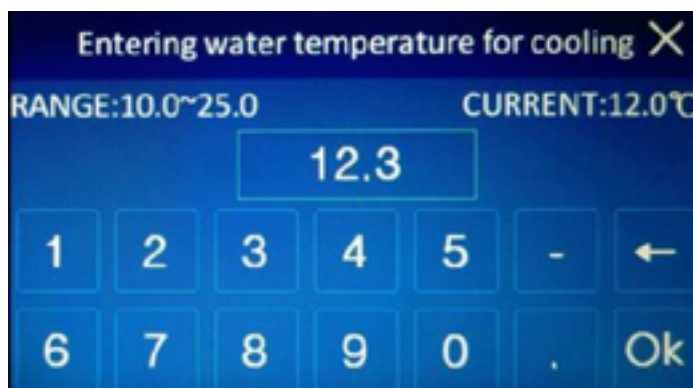 Entering water temperature for cooling ×
RANGE:10.0~25.0 CURRENT:12.0℃
12.3
1 2 3 4 5 - ←
6 7 8 9 0 . Ok